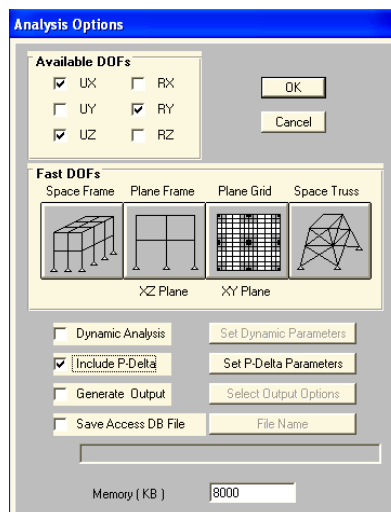 Analysis Options
Available DOFs
UX RX
UY RY
UZ RZ
OK
Cancel
Fast DOFs
Space Frame Plane Frame Plane Grid Space Truss
XZ Plane XY Plane
Dynamic Analysis Set Dynamic Parameters
Include P-Delta Set P-Delta Parameters
Generate Output Select Output Options
Save Access DB File File Name
Memory ( KB ) 8000